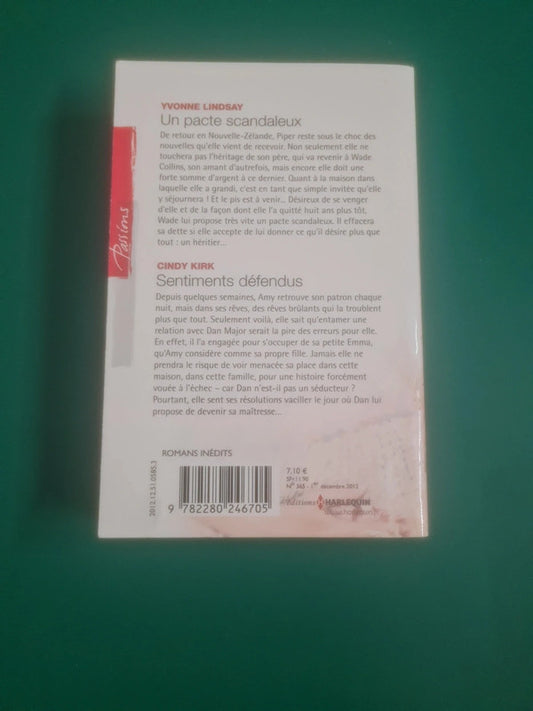 YVONNE LINDSAY
Un pacte scandaleux
De retour en Nouvelle-Zélande, Piper reste sous le choc des
nouvelles qu'elle vient de recevoir. Non seulement elle ne
touchera pas l'héritage de son père, qui va revenir à Wade
Collins, son amant d'autrefois, mais encore elle doit une
forte somme d'argent à ce dernier. Quant à la maison dans
laquelle elle a grandi, c'est en tant que simple invitée qu'elle
y séjournera ! Et le pis est à venir... Désireux de se venger
d'elle et de la façon dont elle l'a quitté huit ans plus tôt,
Wade lui propose très vite un pacte scandaleux. Il effacera
sa dette si elle accepte de lui donner ce qu'il désire plus que
tout : un héritier...
Passions
CINDY KIRK
Sentiments défendus
Depuis quelques semaines, Amy retrouve son patron chaque
nuit, mais dans ses rêves, des rêves brûlants qui la troublent
plus que tout. Seulement voilà, elle sait qu'entamer une
relation avec Dan Major serait la pire des erreurs pour elle.
En effet, il l'a engagée pour s'occuper de sa petite Emma,
qu'Amy considère comme sa propre fille. Jamais elle ne
prendra le risque de voir menacée sa place dans cette
maison, dans cette famille, pour une histoire forcément
vouée à l'échec – car Dan n'est-il pas un séducteur ?
Pourtant, elle sent ses résolutions vaciller le jour où Dan lui
propose de devenir sa maîtresse...
ROMANS INÉDITS
2012.12.51.0585.3
9 782280 246705
7,10 €
N° 365 - 1er décembre 2012
Éditions HARLEQUIN